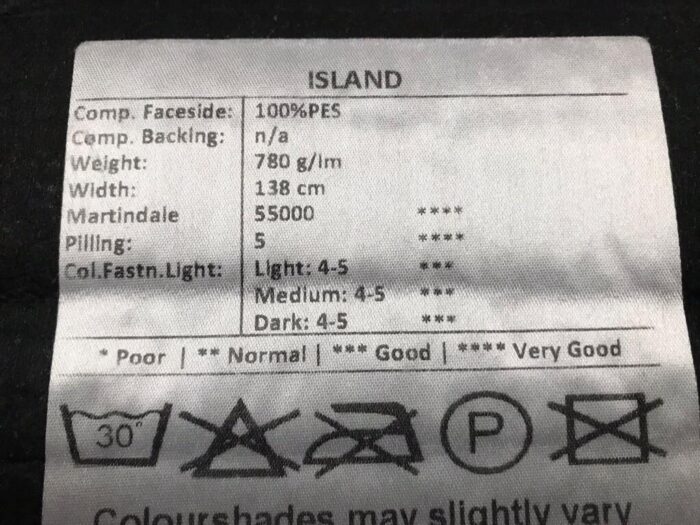 ISLAND
Comp. Faceside: 100%PES
Comp. Backing: n/a
Weight: 780 g/lm
Width: 138 cm
Martindale 55000 ****
Pilling: 5 ****
Col.Fastn.Light: Light: 4-5 ***
Medium: 4-5 ***
Dark: 4-5 ***
* Poor | ** Normal | *** Good | **** Very Good
30° P
Colourshades may slightly vary